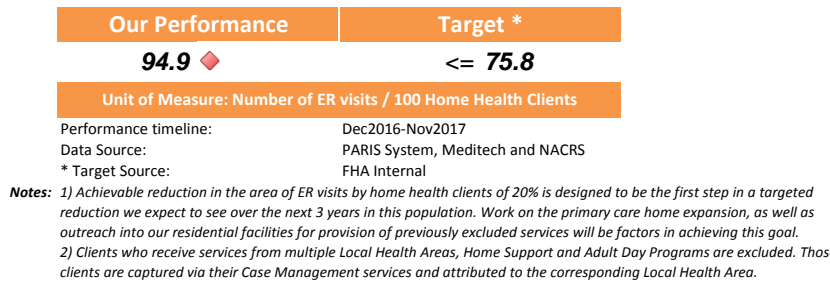 Our Performance Target *
94.9 <= 75.8
Unit of Measure: Number of ER visits / 100 Home Health Clients
Performance timeline: Dec2016-Nov2017
Data Source: PARIS System, Meditech and NACRS
* Target Source: FHA Internal
Notes: 1) Achievable reduction in the area of ER visits by home health clients of 20% is designed to be the first step in a targeted
reduction we expect to see over the next 3 years in this population. Work on the primary care home expansion, as well as
outreach into our residential facilities for provision of previously excluded services will be factors in achieving this goal.
2) Clients who receive services from multiple Local Health Areas, Home Support and Adult Day Programs are excluded. Thos
clients are captured via their Case Management services and attributed to the corresponding Local Health Area.